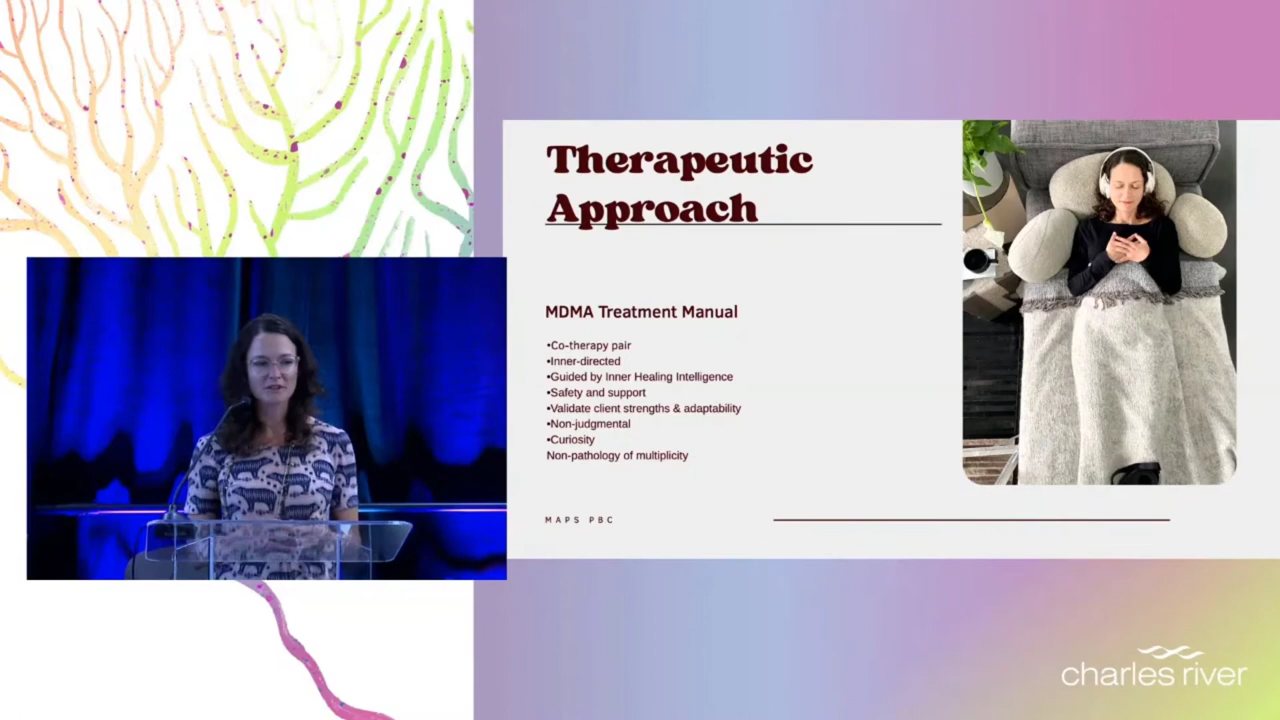 Therapeutic
Approach
MDMA Treatment Manual
•Co-therapy pair
•Inner-directed
•Guided by Inner Healing Intelligence
•Safety and support
•Validate client strengths & adaptability
•Non-judgmental
•Curiosity
Non-pathology of multiplicity
MAPS PBC
charles river